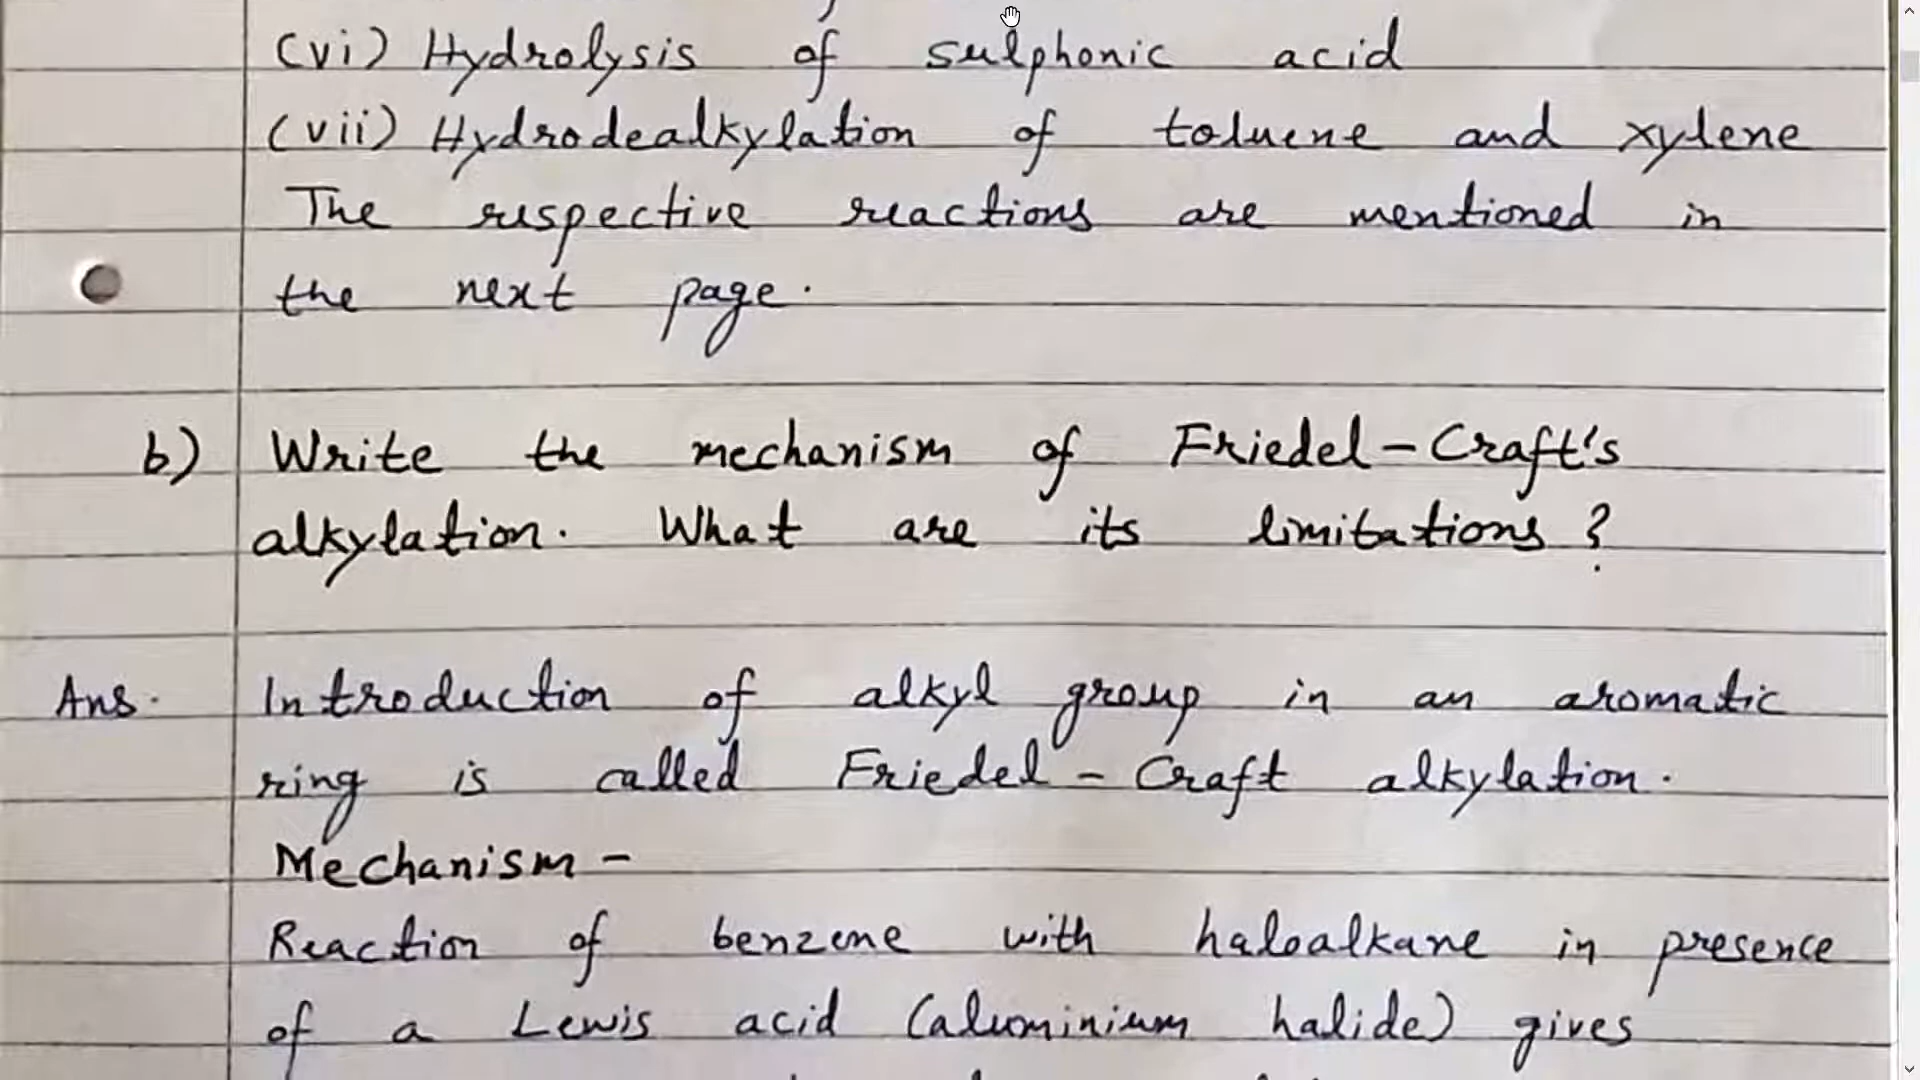 (vi) Hydrolysis of sulphonic acid
(vii) Hydrodealkylation of toluene and xylene
The respective reactions are mentioned in
the next page.
b) Write the mechanism of Friedel-Craft's
alkylation. What are its limitations?
Ans. Introduction of alkyl group in an aromatic
ring is called Friedel-Craft alkylation.
Mechanism -
Reaction of benzene with haloalkane in presence
of a Lewis acid (aluminium halide) gives